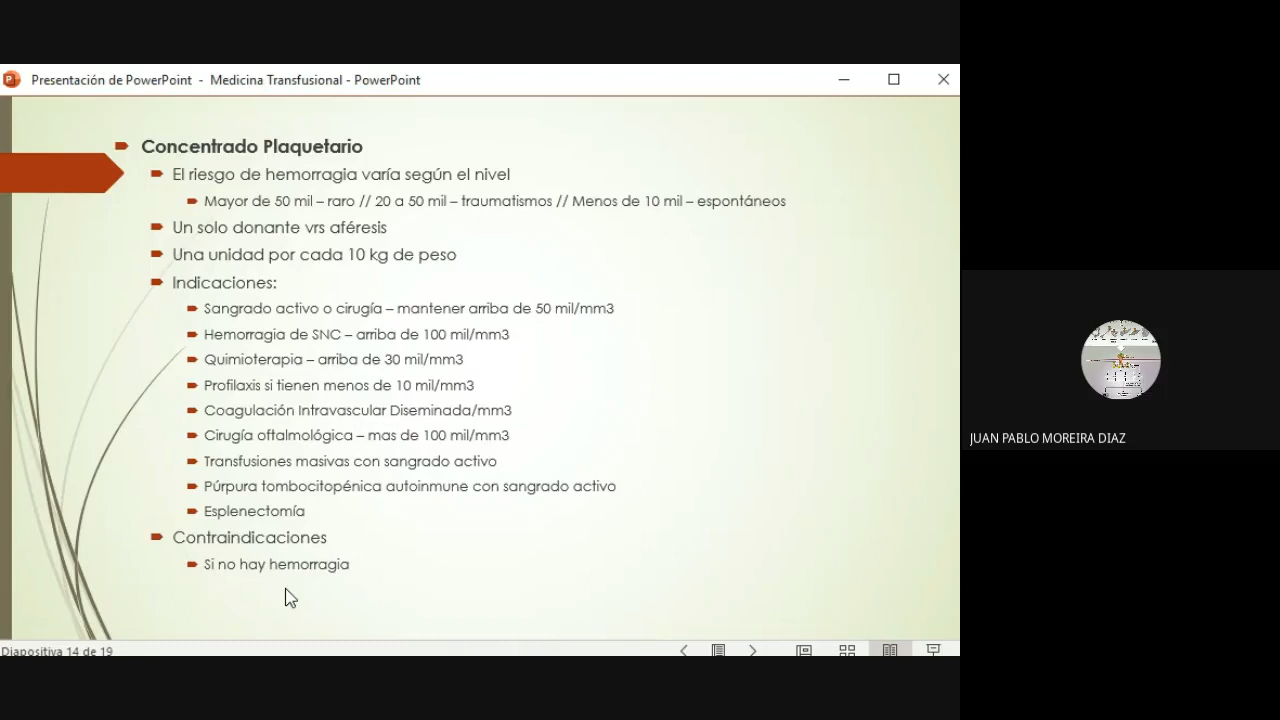 Presentación de PowerPoint - Medicina Transfusional - PowerPoint
Concentrado Plaquetario
El riesgo de hemorragia varía según el nivel
Mayor de 50 mil – raro // 20 a 50 mil – traumatismos // Menos de 10 mil – espontáneos
Un solo donante vrs aféresis
Una unidad por cada 10 kg de peso
Indicaciones:
Sangrado activo o cirugía – mantener arriba de 50 mil/mm3
Hemorragia de SNC – arriba de 100 mil/mm3
Quimioterapia – arriba de 30 mil/mm3
Profilaxis si tienen menos de 10 mil/mm3
Coagulación Intravascular Diseminada/mm3
Cirugía oftalmológica – mas de 100 mil/mm3
Transfusiones masivas con sangrado activo
Púrpura tombocitopénica autoinmune con sangrado activo
Esplenectomía
Contraindicaciones
Si no hay hemorragia
Diapositiva 14 de 19
JUAN PABLO MOREIRA DIAZ